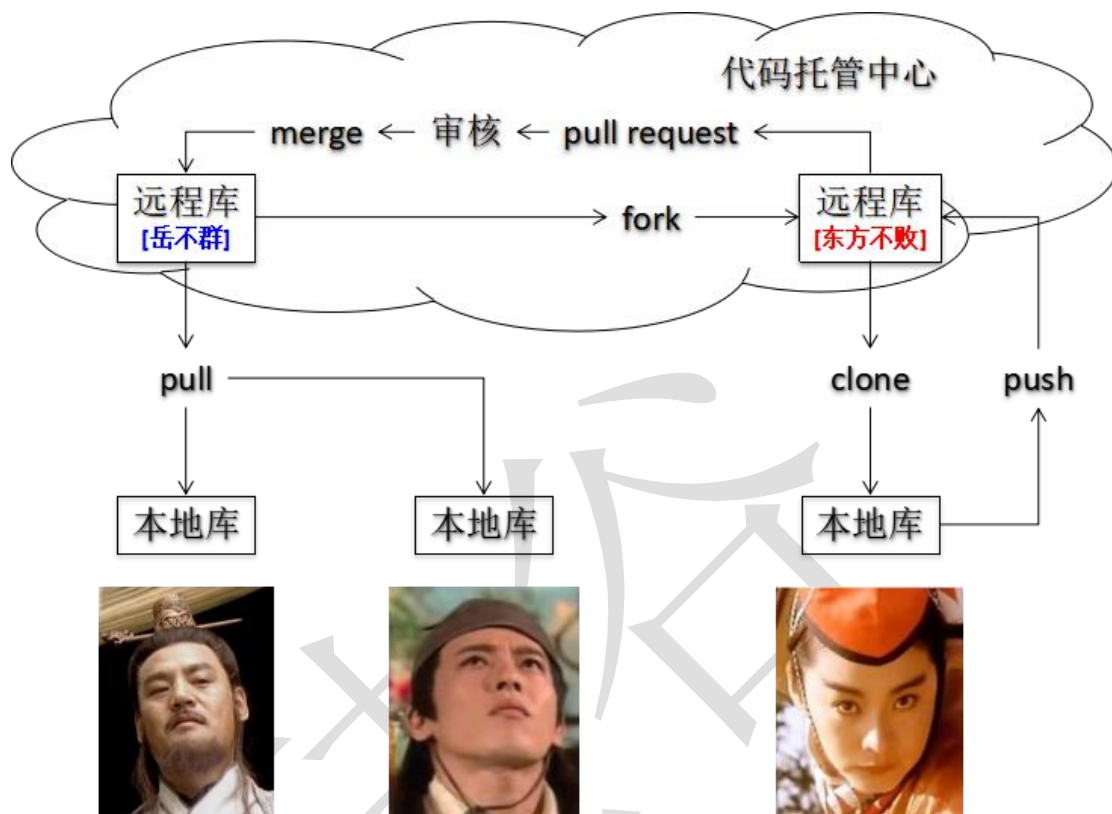 代码托管中心
merge
审核
pull request
远程库
[岳不群]
fork
远程库
[东方不败]
pull
clone
push
本地库
本地库
本地库